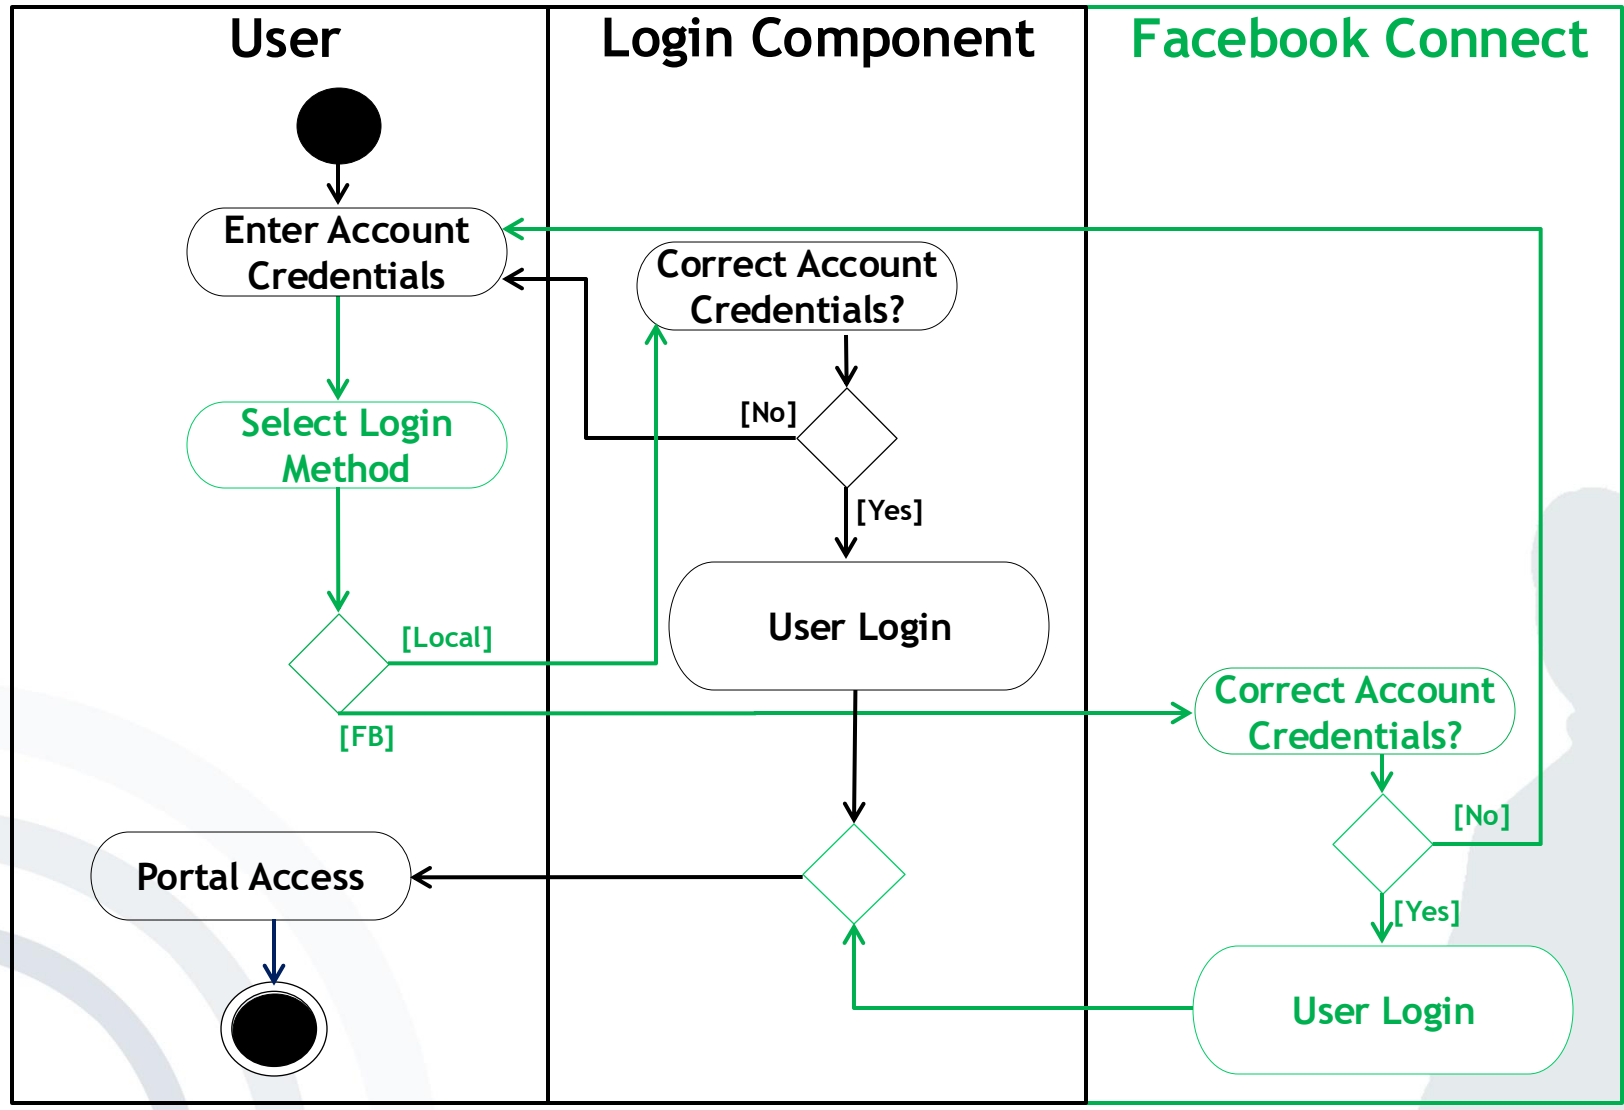 User
Login Component
Facebook Connect
Enter Account
Credentials
Correct Account
Credentials?
[No]
Select Login
Method
[Yes]
User Login
[Local]
[FB]
Correct Account
Credentials?
[No]
Portal Access
[Yes]
User Login